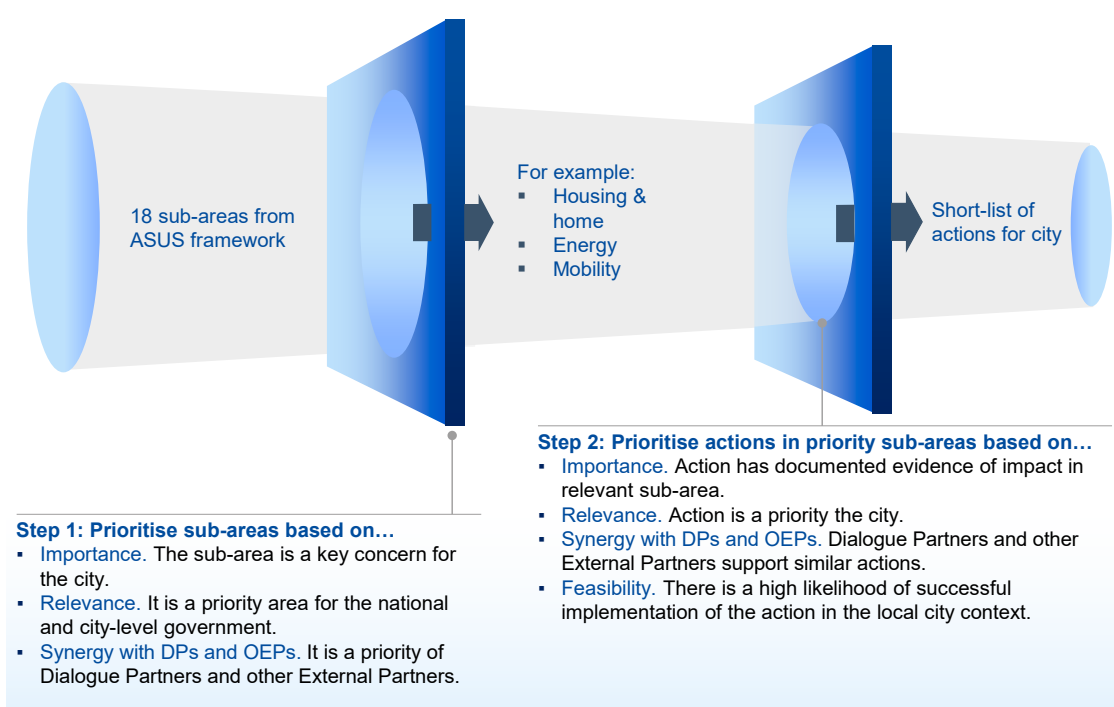 18 sub-areas from
ASUS framework
For example:
▪ Housing &
home
▪ Energy
▪ Mobility
Short-list of
actions for city
Step 1: Prioritise sub-areas based on…
▪ Importance. The sub-area is a key concern for
the city.
▪ Relevance. It is a priority area for the national
and city-level government.
▪ Synergy with DPs and OEPs. It is a priority of
Dialogue Partners and other External Partners.
Step 2: Prioritise actions in priority sub-areas based on…
▪ Importance. Action has documented evidence of impact in
relevant sub-area.
▪ Relevance. Action is a priority the city.
▪ Synergy with DPs and OEPs. Dialogue Partners and other
External Partners support similar actions.
▪ Feasibility. There is a high likelihood of successful
implementation of the action in the local city context.